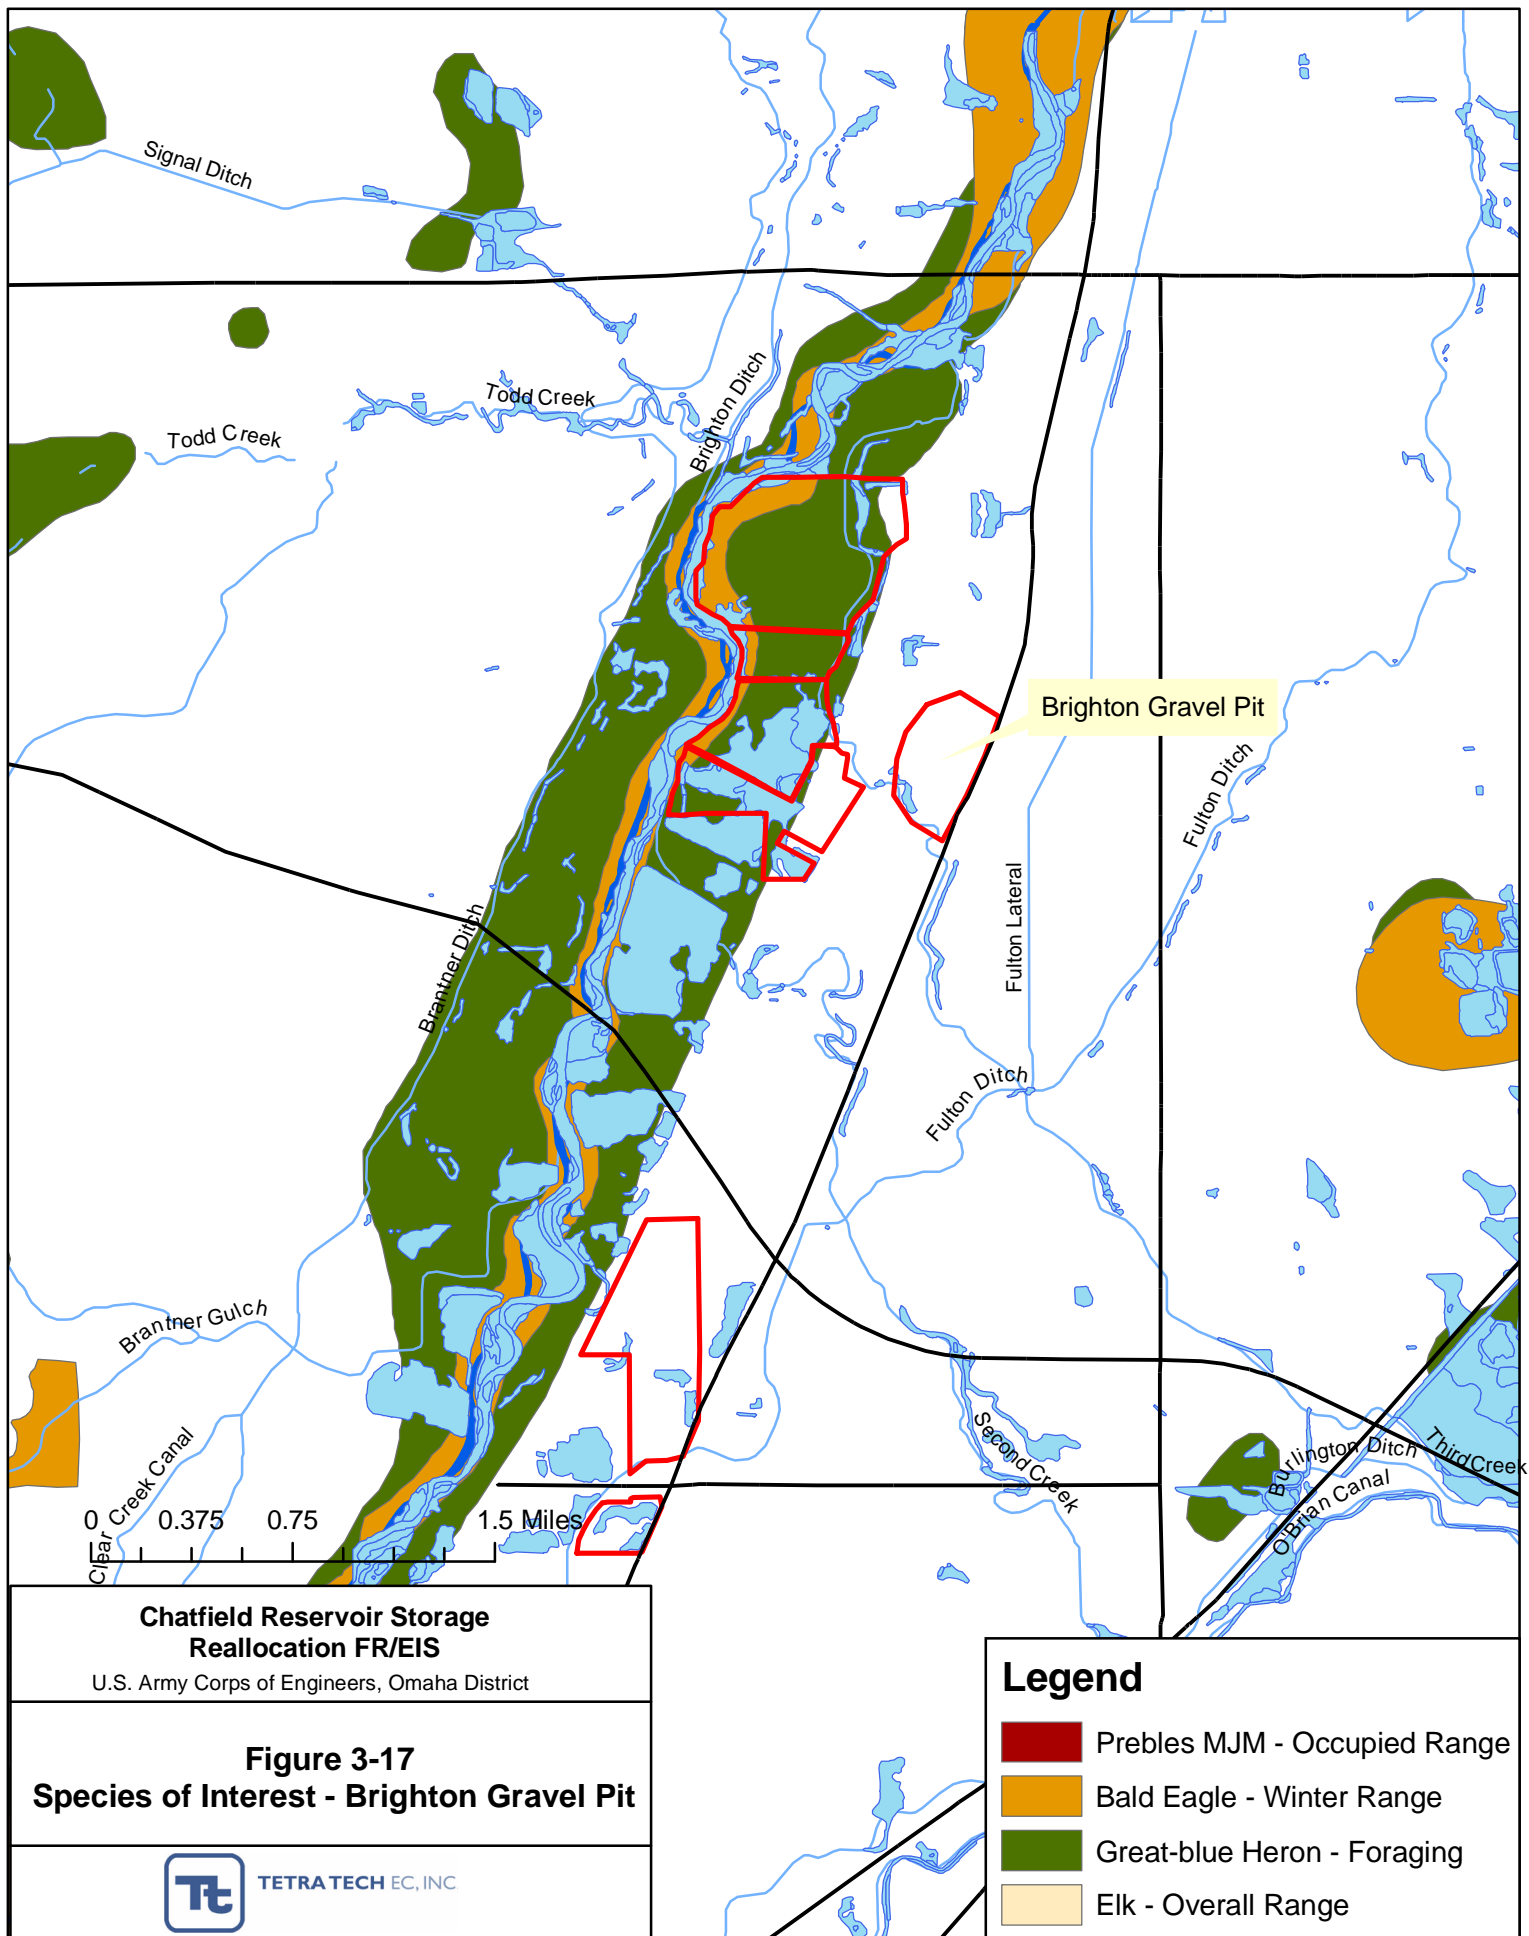 Signal Ditch
Todd Creek
Brighton Ditch
Todd Creek
Brighton Gravel Pit
Fulton Ditch
Fulton Lateral
Brantner Ditch
Fulton Ditch
Brantner Gulch
Second Creek
Burlington Ditch
Third Creek
O'Brian Canal
Clear Creek Canal
0 0.375 0.75 1.5 Miles
Chatfield Reservoir Storage
Reallocation FR/EIS
U.S. Army Corps of Engineers, Omaha District
Figure 3-17
Species of Interest - Brighton Gravel Pit
Tt
TETRA TECH EC, INC.
Legend
Prebles MJM - Occupied Range
Bald Eagle - Winter Range
Great-blue Heron - Foraging
Elk - Overall Range